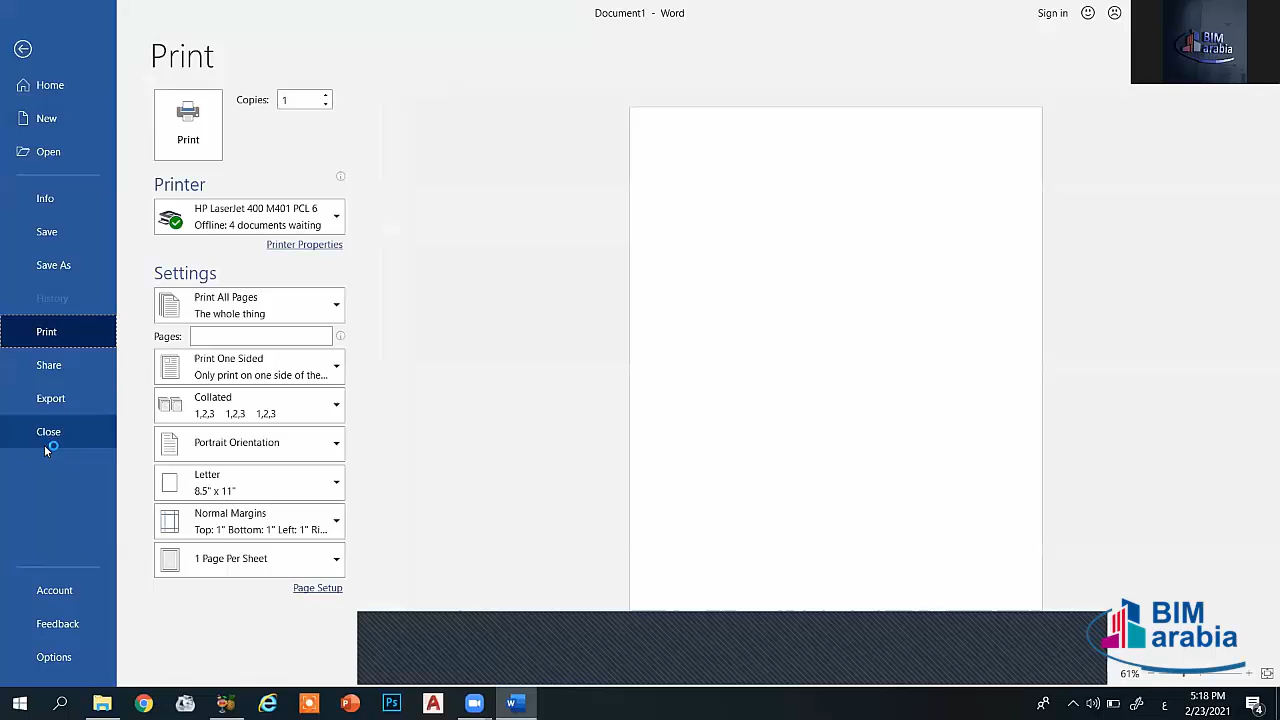 Document1 - Word
Sign in
BIM
arabia
Print
Home
New
Open
Info
Save
Save As
History
Print
Share
Export
Close
Account
Feedback
Options
Copies: 1
Print
Printer
HP LaserJet 400 M401 PCL 6
Offline: 4 documents waiting
Printer Properties
Settings
Print All Pages
The whole thing
Pages:
Print One Sided
Only print on one side of the...
Collated
1,2,3 1,2,3 1,2,3
Portrait Orientation
Letter
8.5" x 11"
Normal Margins
Top: 1" Bottom: 1" Left: 1" Ri...
1 Page Per Sheet
Page Setup
BIM
arabia
61%
5:18 PM
2/23/2021